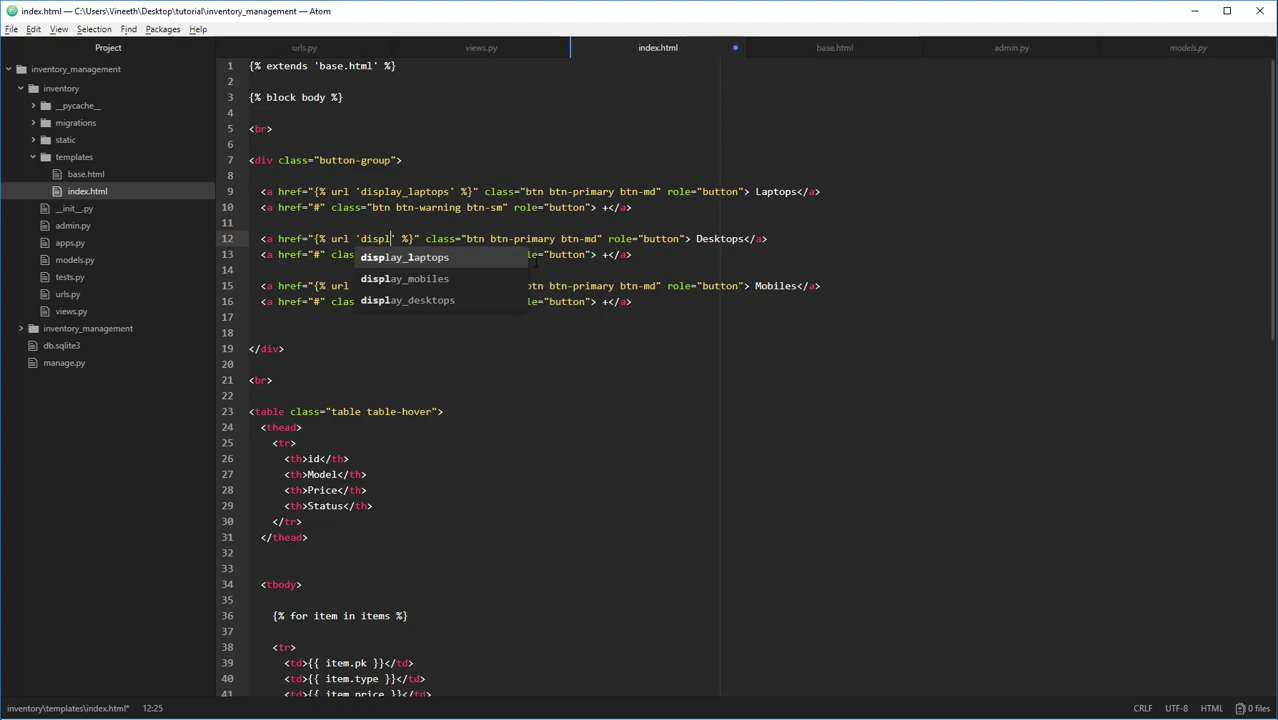 index.html — C:\Users\Vineeth\Desktop\tutorial\inventory_management — Atom
File Edit View Selection Find Packages Help
Project
urls.py
views.py
index.html
base.html
admin.py
models.py
inventory_management
inventory
__pycache__
migrations
static
templates
base.html
index.html
__init__.py
admin.py
apps.py
models.py
tests.py
urls.py
views.py
inventory_management
db.sqlite3
manage.py
1 {% extends 'base.html' %}
2
3 {% block body %}
4
5 <br>
6
7 <div class="button-group">
8
9 <a href="{% url 'display_laptops' %}" class="btn btn-primary btn-md" role="button"> Laptops</a>
10 <a href="#" class="btn btn-warning btn-sm" role="button"> +</a>
11
12 <a href="{% url 'displ' %}" class="btn btn-primary btn-md" role="button"> Desktops</a>
13 <a href="#" clas le="button"> +</a>
14
15 <a href="{% url btn btn-primary btn-md" role="button"> Mobiles</a>
16 <a href="#" clas le="button"> +</a>
display_laptops
display_mobiles
display_desktops
17
18
19 </div>
20
21 <br>
22
23 <table class="table table-hover">
24 <thead>
25 <tr>
26 <th>id</th>
27 <th>Model</th>
28 <th>Price</th>
29 <th>Status</th>
30 </tr>
31 </thead>
32
33
34 <tbody>
35
36 {% for item in items %}
37
38 <tr>
39 <td>{{ item.pk }}</td>
40 <td>{{ item.type }}</td>
41 <td>{{ item.price }}</td>
inventory\templates\index.html* 12:25
CRLF UTF-8 HTML 0 files